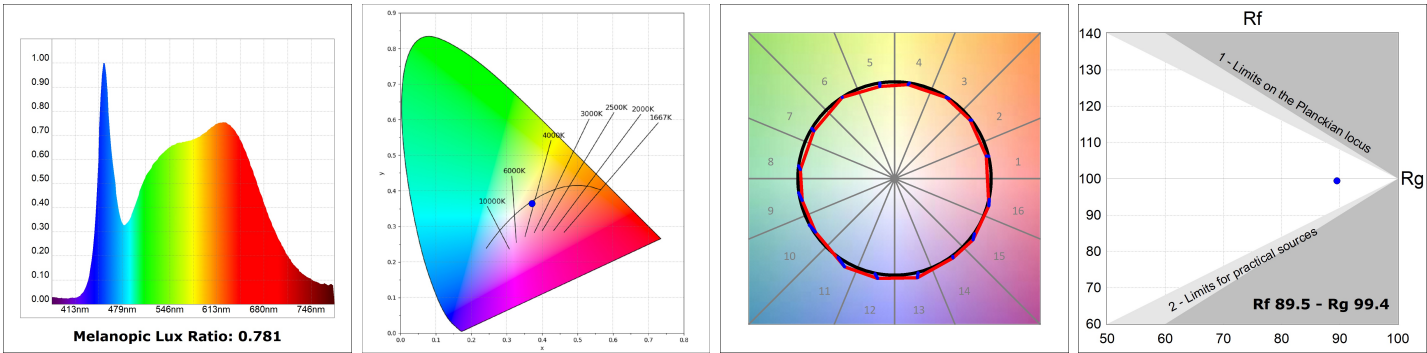 1.00
0.90
0.80
0.70
0.60
0.50
0.40
0.30
0.20
0.10
0.00
413nm 479nm 546nm 613nm 680nm 746nm
Melanopic Lux Ratio: 0.781
0.9
0.8
0.7
0.6
0.5
0.4
0.3
0.2
0.1
0.0
y
0.0 0.1 0.2 0.3 0.4 0.5 0.6 0.7 0.8
x
1667K
2000K
2500K
3000K
4000K
6000K
10000K
1
2
3
4
5
6
7
8
9
10
11
12
13
14
15
16
Rf
140
130
120
110
100
90
80
70
60
50 60 70 80 90 100
Rg
1 - Limits on the Planckian locus
2 - Limits for practical sources
Rf 89.5 - Rg 99.4